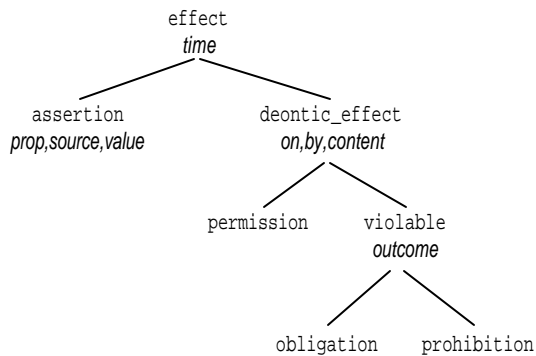 effect
time
assertion
prop,source,value
deontic_effect
on,by,content
permission
violable
outcome
obligation
prohibition